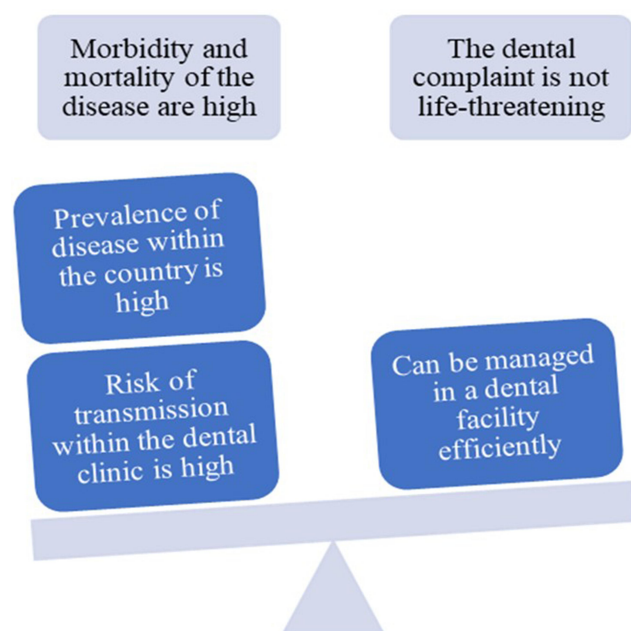 Morbidity and
mortality of the
disease are high
The dental
complaint is not
life-threatening
Prevalence of
disease within
the country is
high
Risk of
transmission
within the dental
clinic is high
Can be managed
in a dental
facility
efficiently